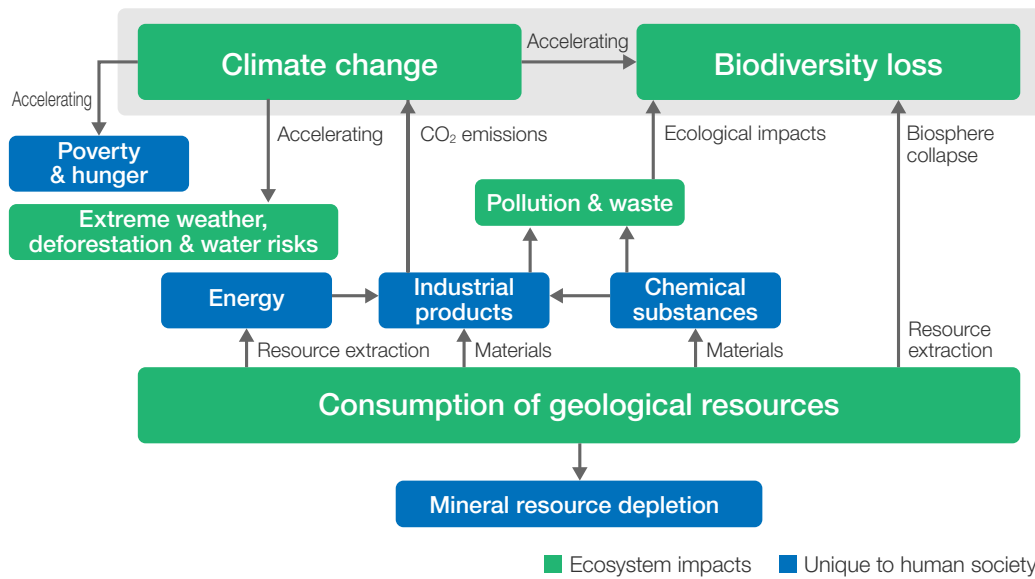 Climate change
Accelerating
Biodiversity loss
Accelerating
Accelerating
CO₂ emissions
Ecological impacts
Biosphere
collapse
Poverty
& hunger
Pollution & waste
Extreme weather,
deforestation & water risks
Energy
Industrial
products
Chemical
substances
Resource extraction
Materials
Materials
Resource
extraction
Consumption of geological resources
Mineral resource depletion
Ecosystem impacts
Unique to human society